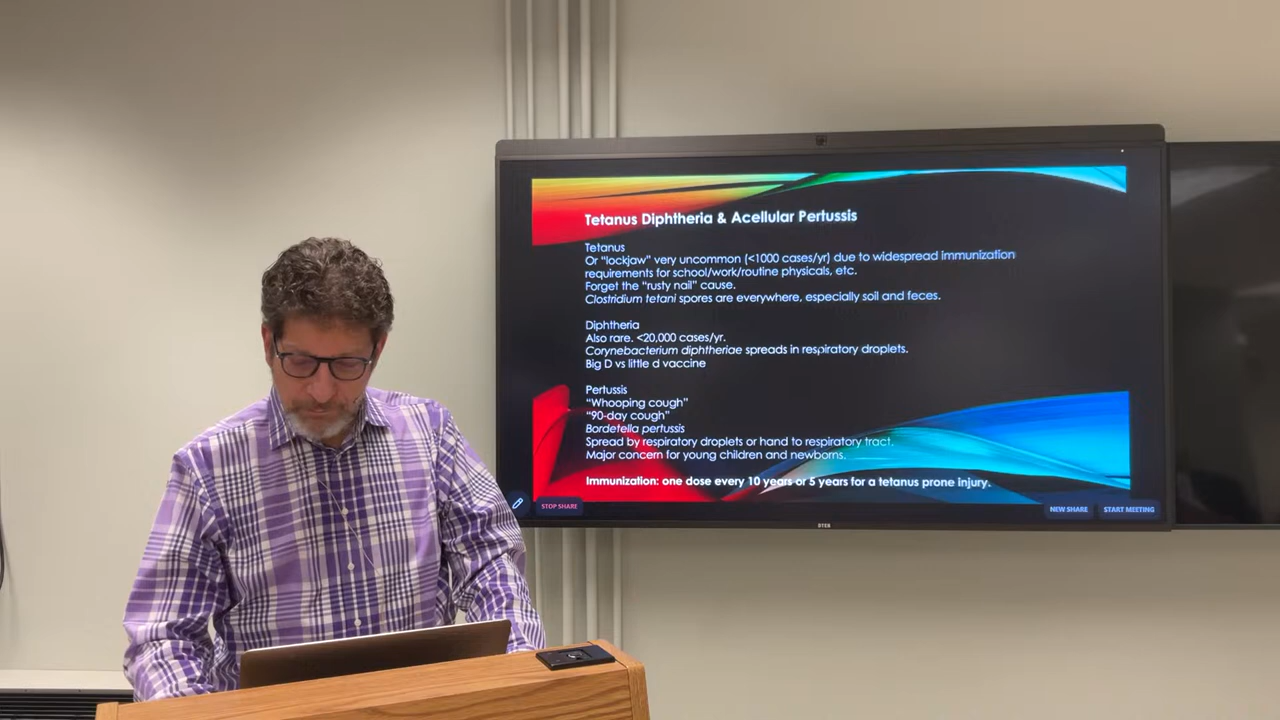 Tetanus Diphtheria & Acellular Pertussis
Tetanus
Or “lockjaw” very uncommon (<1000 cases/yr) due to widespread immunization
requirements for school/work/routine physicals, etc.
Forget the “rusty nail” cause.
Clostridium tetani spores are everywhere, especially soil and feces.
Diphtheria
Also rare. <20,000 cases/yr.
Corynebacterium diphtheriae spreads in respiratory droplets.
Big D vs little d vaccine
Pertussis
“Whooping cough”
“90-day cough”
Bordetella pertussis
Spread by respiratory droplets or hand to respiratory tract.
Major concern for young children and newborns.
Immunization: one dose every 10 years or 5 years for a tetanus prone injury.
STOP SHARE
NEW SHARE
START MEETING
DTEN